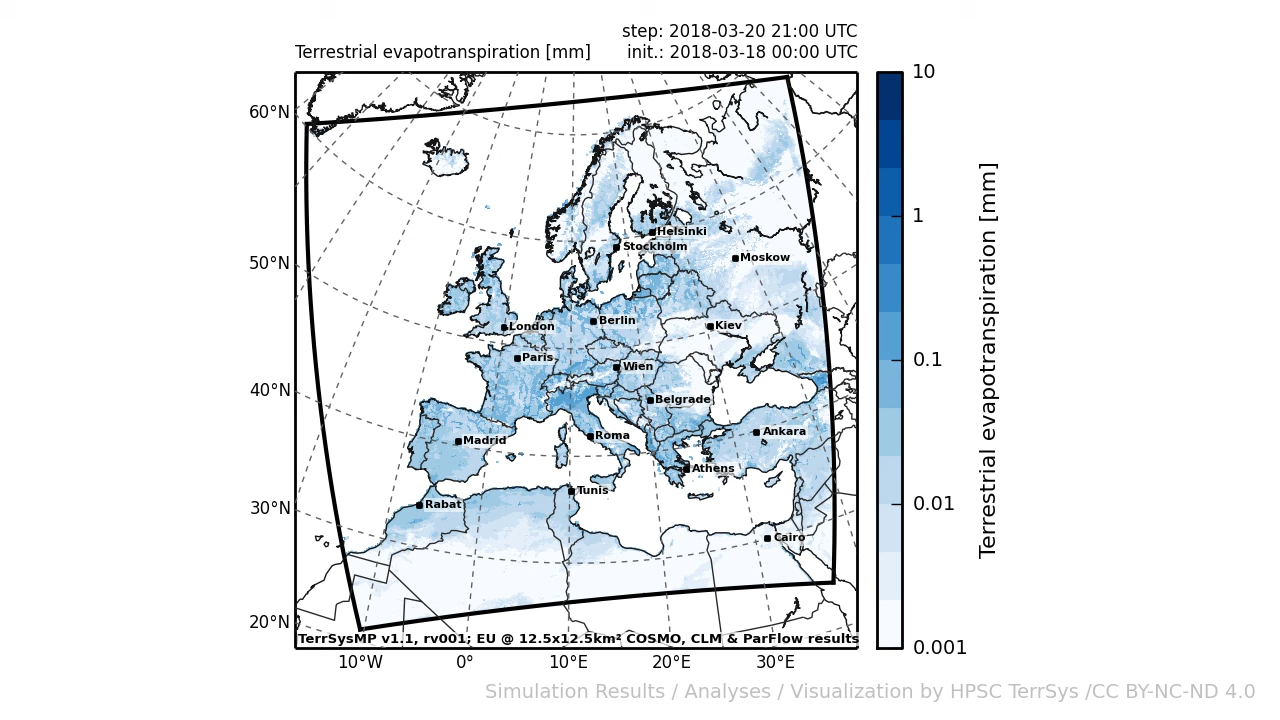 step: 2018-03-20 21:00 UTC
Terrestrial evapotranspiration [mm] init.: 2018-03-18 00:00 UTC
10
60°N
1
Helsinki
Stockholm
Moscow
50°N
London
Berlin
Kiev
Paris
0.1
Wien
40°N
Belgrade
Madrid
Roma
Ankara
Athens
Tunis
Rabat
0.01
30°N
Cairo
20°N
TerrSysMP v1.1, rv001; EU @ 12.5x12.5km² COSMO, CLM & ParFlow results
0.001
10°W 0° 10°E 20°E 30°E
Terrestrial evapotranspiration [mm]
Simulation Results / Analyses / Visualization by HPSC TerrSys /CC BY-NC-ND 4.0